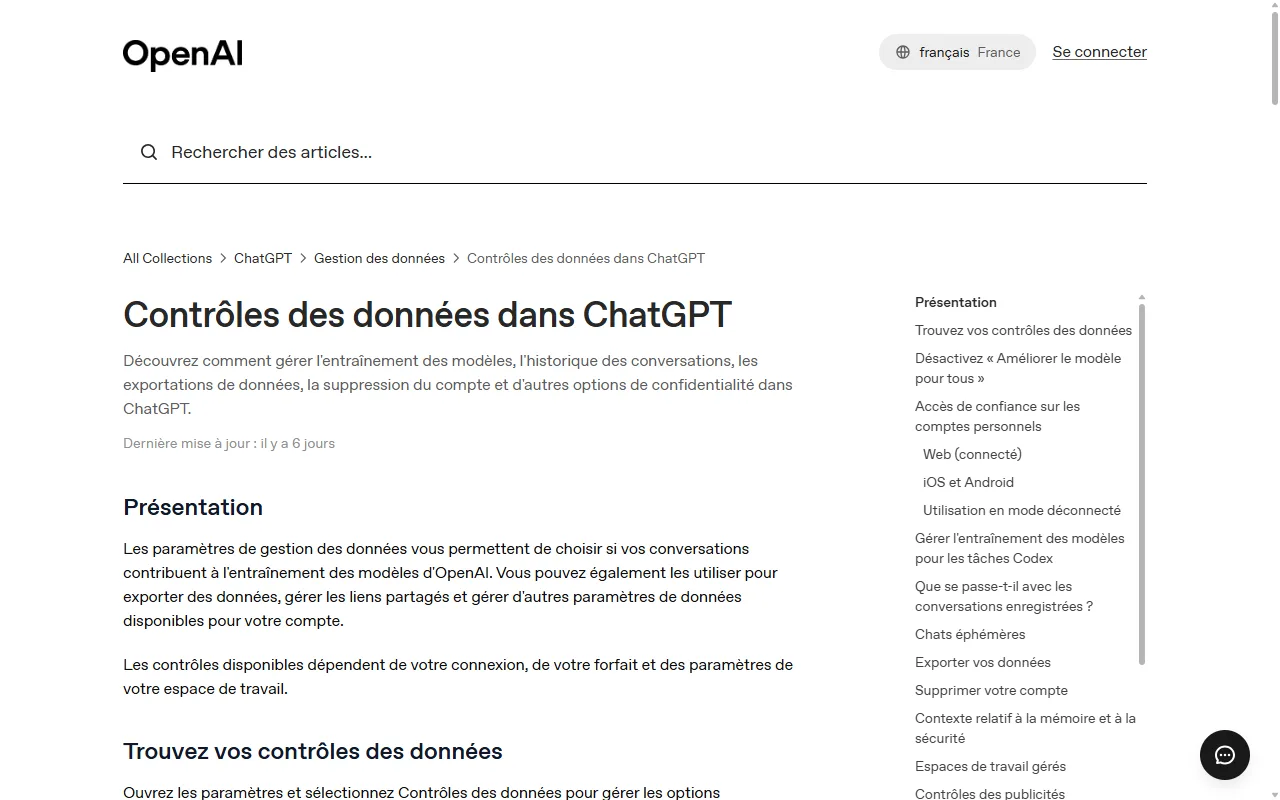 OpenAI
français France
Se connecter
Rechercher des articles...
All Collections > ChatGPT > Gestion des données > Contrôles des données dans ChatGPT
Contrôles des données dans ChatGPT
Découvrez comment gérer l'entraînement des modèles, l'historique des conversations, les
exportations de données, la suppression du compte et d'autres options de confidentialité dans
ChatGPT.
Dernière mise à jour : il y a 6 jours
Présentation
Les paramètres de gestion des données vous permettent de choisir si vos conversations
contribuent à l'entraînement des modèles d'OpenAI. Vous pouvez également les utiliser pour
exporter des données, gérer les liens partagés et gérer d'autres paramètres de données
disponibles pour votre compte.
Les contrôles disponibles dépendent de votre connexion, de votre forfait et des paramètres de
votre espace de travail.
Trouvez vos contrôles des données
Ouvrez les paramètres et sélectionnez Contrôles des données pour gérer les options
Présentation
Trouvez vos contrôles des données
Désactivez « Améliorer le modèle
pour tous »
Accès de confiance sur les
comptes personnels
Web (connecté)
iOS et Android
Utilisation en mode déconnecté
Gérer l'entraînement des modèles
pour les tâches Codex
Que se passe-t-il avec les
conversations enregistrées ?
Chats éphémères
Exporter vos données
Supprimer votre compte
Contexte relatif à la mémoire et à la
sécurité
Espaces de travail gérés
Contrôles des publicités